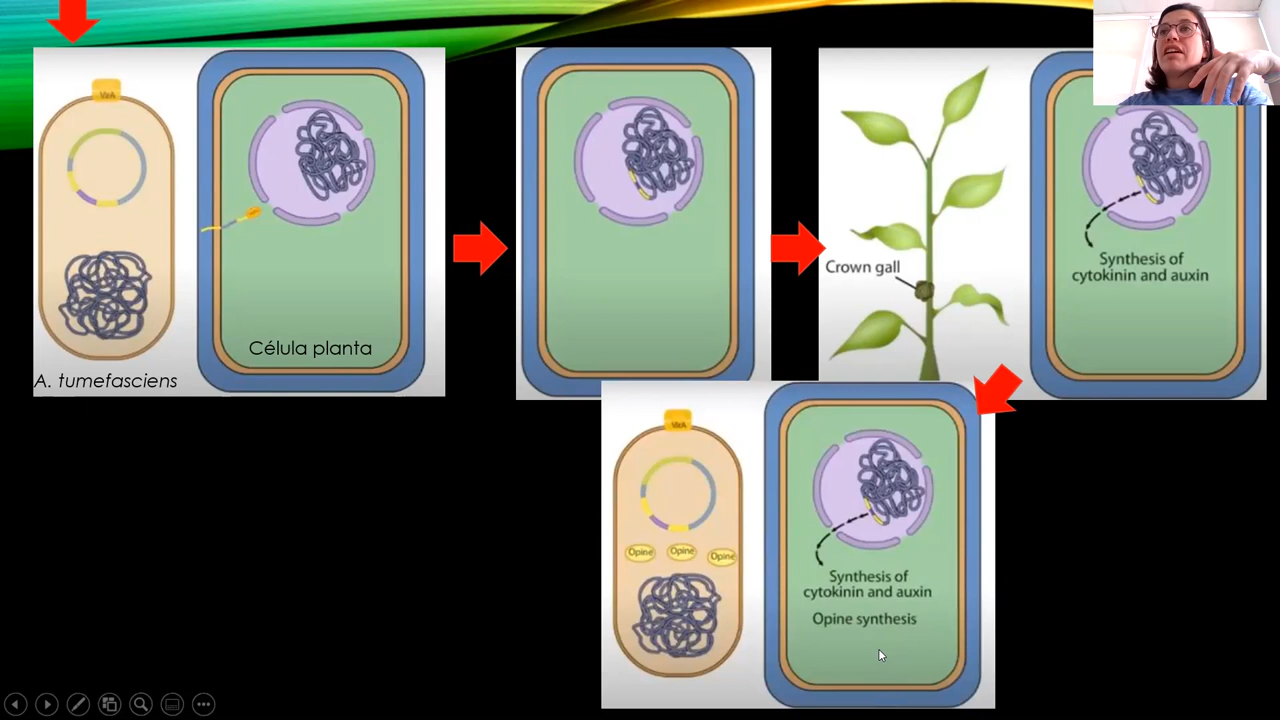 VirA
Célula planta
A. tumefasciens
Crown gall
Synthesis of
cytokinin and auxin
VirA
Opine
Opine
Opine
Synthesis of
cytokinin and auxin
Opine synthesis